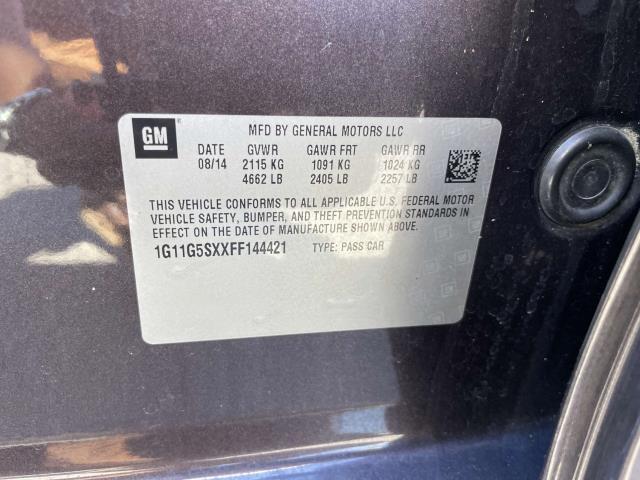 GM
MFD BY GENERAL MOTORS LLC
DATE GVWR GAWR FRT GAWR RR
08/14 2115 KG 1091 KG 1024 KG
4662 LB 2405 LB 2257 LB
THIS VEHICLE CONFORMS TO ALL APPLICABLE U.S. FEDERAL MOTOR
VEHICLE SAFETY, BUMPER, AND THEFT PREVENTION STANDARDS IN
EFFECT ON THE DATE OF MANUFACTURE SHOWN ABOVE.
1G11G5SXXFF144421 TYPE: PASS CAR